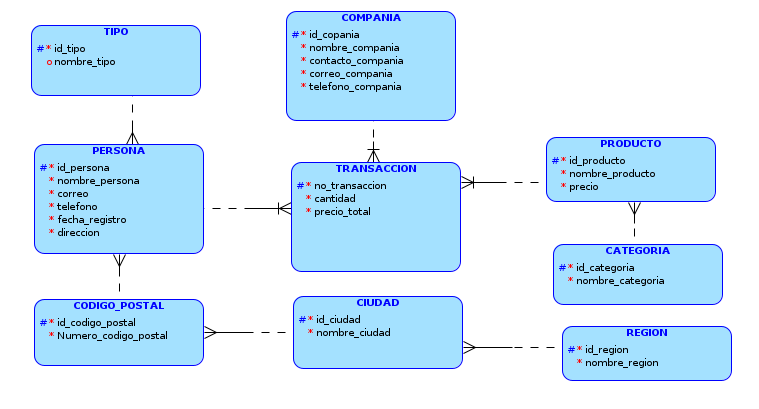 TIPO
#* id_tipo
o nombre_tipo
COMPANIA
#* id_copania
* nombre_compania
* contacto_compania
* correo_compania
* telefono_compania
PERSONA
#* id_persona
* nombre_persona
* correo
* telefono
* fecha_registro
* direccion
TRANSACCION
#* no_transaccion
* cantidad
* precio_total
PRODUCTO
#* id_producto
* nombre_producto
* precio
CATEGORIA
#* id_categoria
* nombre_categoria
CODIGO_POSTAL
#* id_codigo_postal
* Numero_codigo_postal
CIUDAD
#* id_ciudad
* nombre_ciudad
REGION
#* id_region
* nombre_region